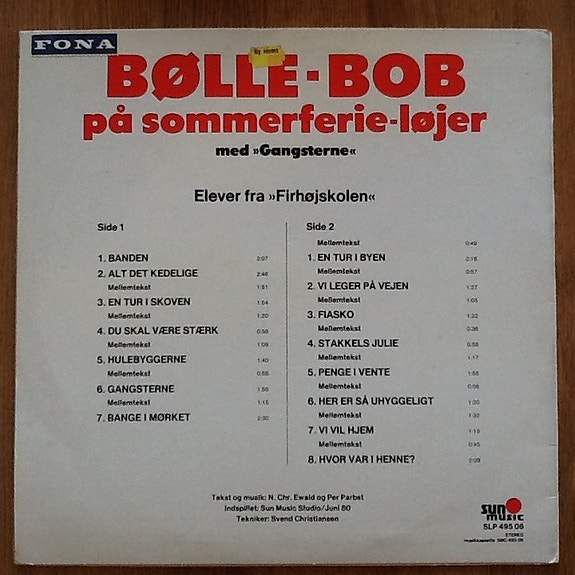 FONA
BØLLE-BOB
på sommerferie-løjer
med »Gangsterne«
Elever fra »Firhøjskolen«
Side 1
1. BANDEN 2:07
2. ALT DET KEDELIGE 2:46
Mellemtekst 1:51
3. EN TUR I SKOVEN 1:54
Mellemtekst 1:20
4. DU SKAL VÆRE STÆRK 0:59
Mellemtekst 1:09
5. HULEBYGGERNE 1:40
Mellemtekst 0:58
6. GANGSTERNE 1:56
Mellemtekst 1:15
7. BANGE I MØRKET
Side 2
Mellemtekst 0:49
1. EN TUR I BYEN 2:18
Mellemtekst 0:57
2. VI LEGER PÅ VEJEN 1:27
Mellemtekst 1:05
3. FIASKO 1:22
Mellemtekst 0:36
4. STAKKELS JULIE 0:58
Mellemtekst 1:17
5. PENGE I VENTE 1:56
Mellemtekst
6. HER ER SÅ UHYGGELIGT
Mellemtekst 1:32
7. VI VIL HJEM 1:15
Mellemtekst 0:45
8. HVOR VAR I HENNE?
Tekst og musik: N. Chr. Ewald og Per Parbst
Indspillet: Sun Music Studio/Juni 80
Tekniker: Svend Christiansen
sun music
SLP 495 06
STEREO